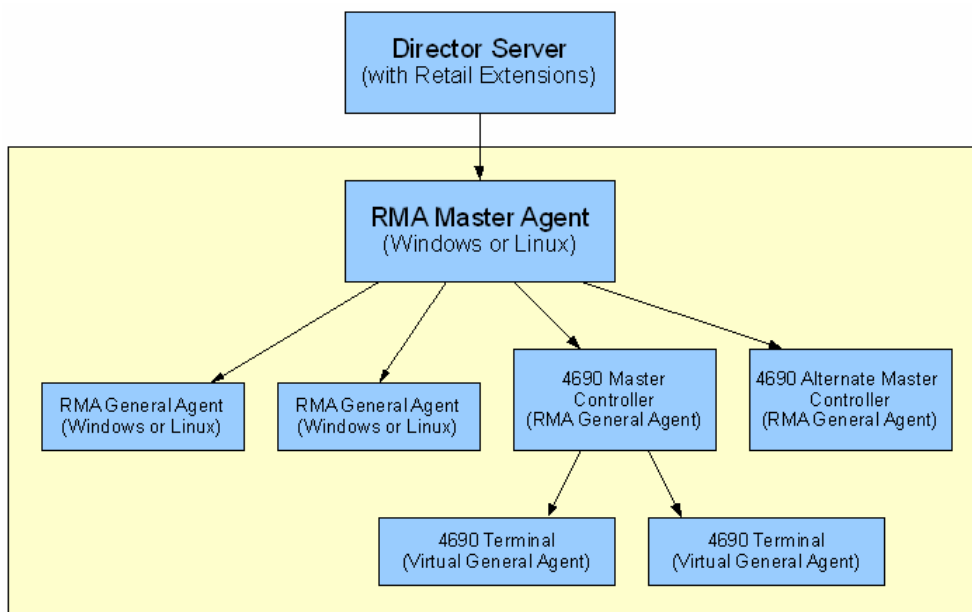 Director Server
(with Retail Extensions)
RMA Master Agent
(Windows or Linux)
RMA General Agent
(Windows or Linux)
RMA General Agent
(Windows or Linux)
4690 Master
Controller
(RMA General Agent)
4690 Alternate Master
Controller
(RMA General Agent)
4690 Terminal
(Virtual General Agent)
4690 Terminal
(Virtual General Agent)